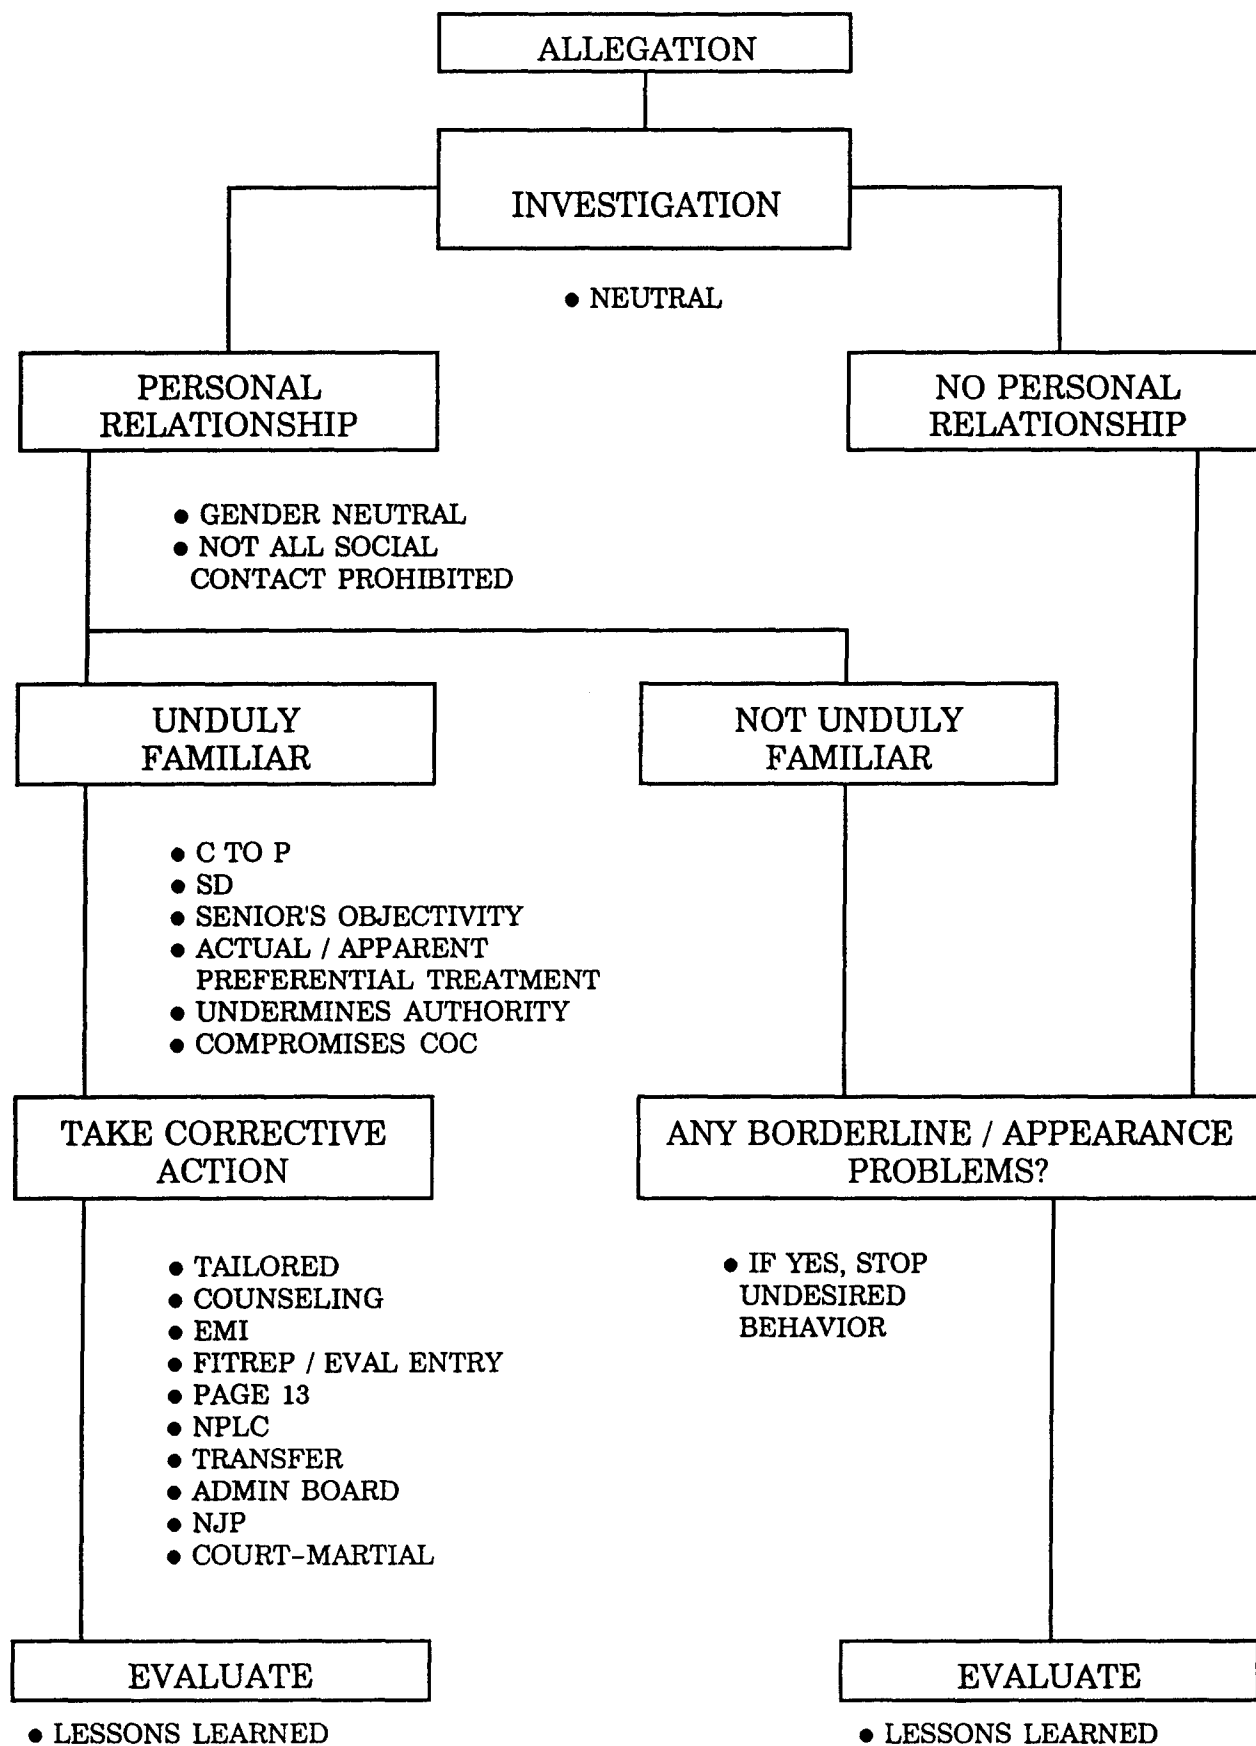 ALLEGATION
INVESTIGATION
● NEUTRAL
PERSONAL
RELATIONSHIP
NO PERSONAL
RELATIONSHIP
● GENDER NEUTRAL
● NOT ALL SOCIAL
CONTACT PROHIBITED
UNDULY
FAMILIAR
NOT UNDULY
FAMILIAR
● C TO P
● SD
● SENIOR'S OBJECTIVITY
● ACTUAL / APPARENT
PREFERENTIAL TREATMENT
● UNDERMINES AUTHORITY
● COMPROMISES COC
TAKE CORRECTIVE
ACTION
ANY BORDERLINE / APPEARANCE
PROBLEMS?
● TAILORED
● COUNSELING
● EMI
● FITREP / EVAL ENTRY
● PAGE 13
● NPLC
● TRANSFER
● ADMIN BOARD
● NJP
● COURT-MARTIAL
● IF YES, STOP
UNDESIRED
BEHAVIOR
EVALUATE
● LESSONS LEARNED
EVALUATE
● LESSONS LEARNED